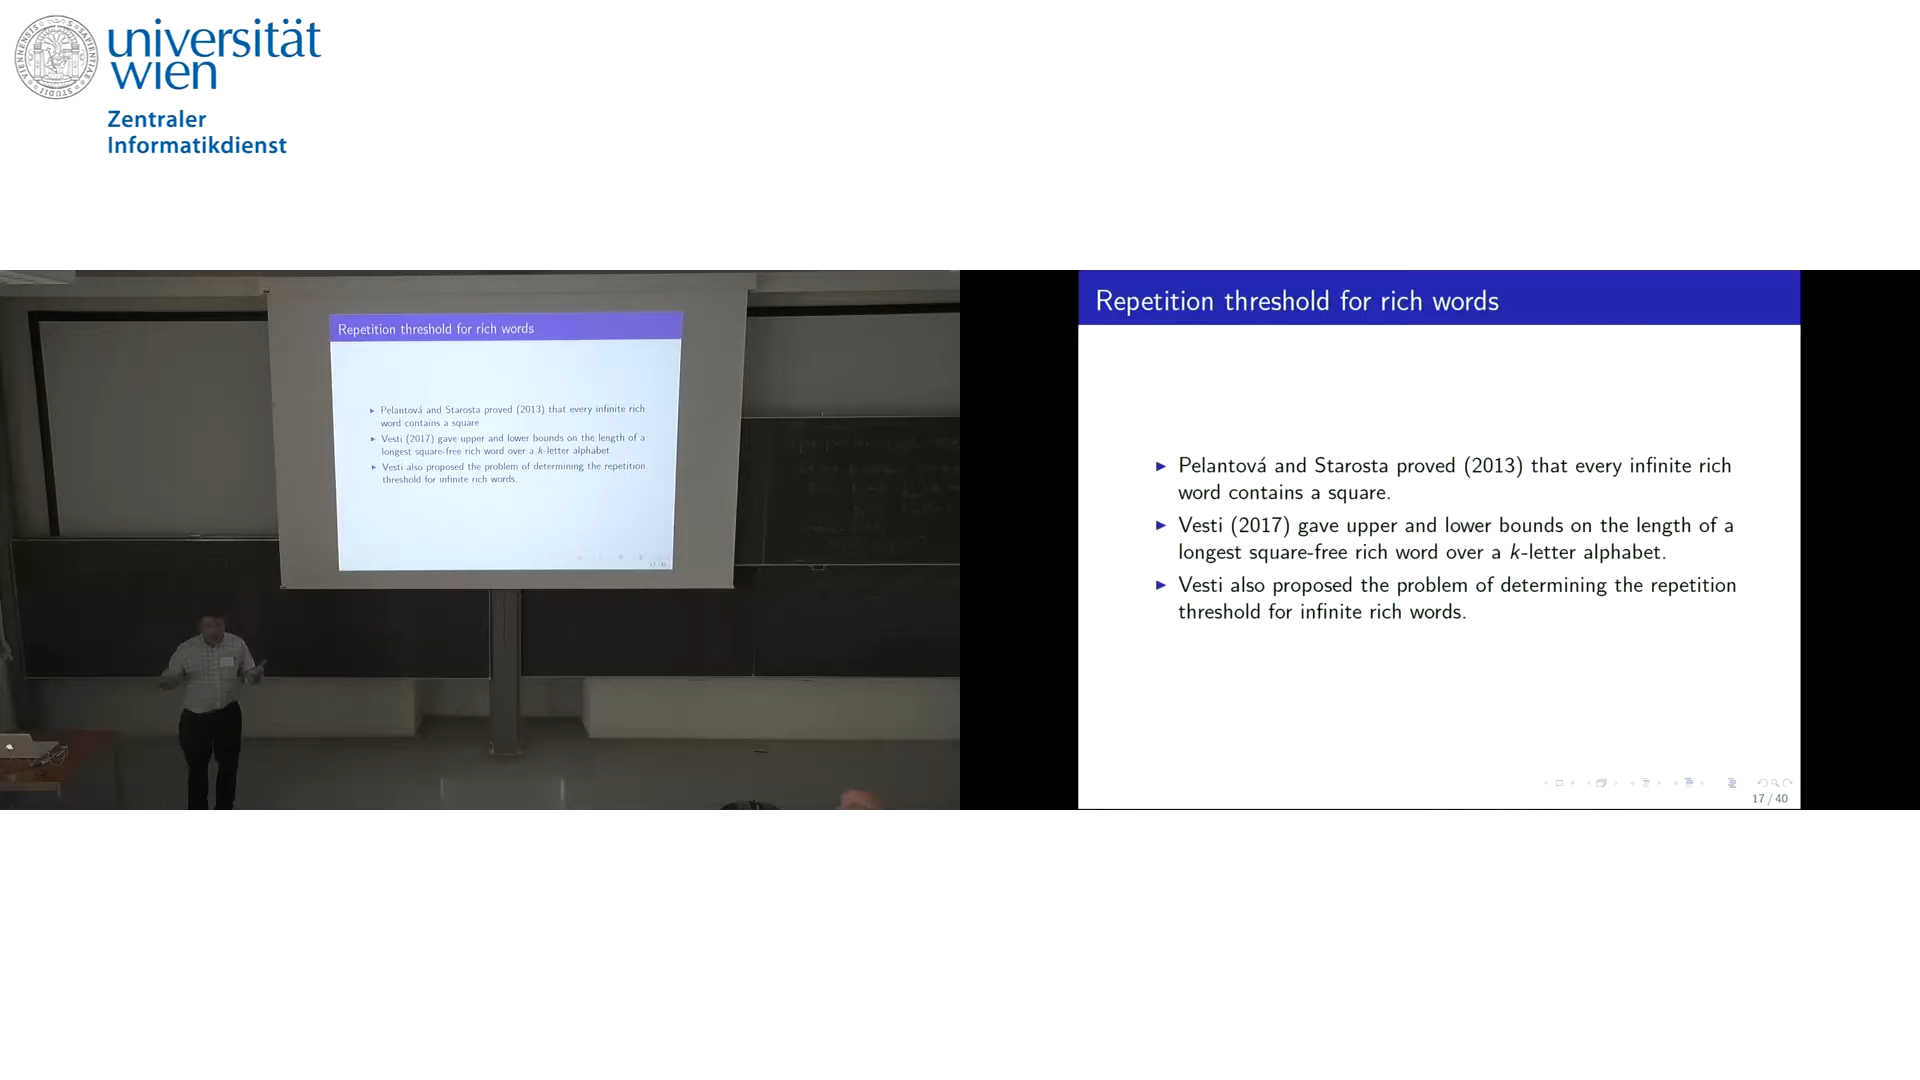 universität
wien
Zentraler
Informatikdienst
Repetition threshold for rich words
Pelantová and Starosta proved (2013) that every infinite rich
word contains a square
Vesti (2017) gave upper and lower bounds on the length of a
longest square-free rich word over a k-letter alphabet
Vesti also proposed the problem of determining the repetition
threshold for infinite rich words.
17 / 40
Repetition threshold for rich words
▶ Pelantová and Starosta proved (2013) that every infinite rich
word contains a square.
▶ Vesti (2017) gave upper and lower bounds on the length of a
longest square-free rich word over a k-letter alphabet.
▶ Vesti also proposed the problem of determining the repetition
threshold for infinite rich words.
17 / 40